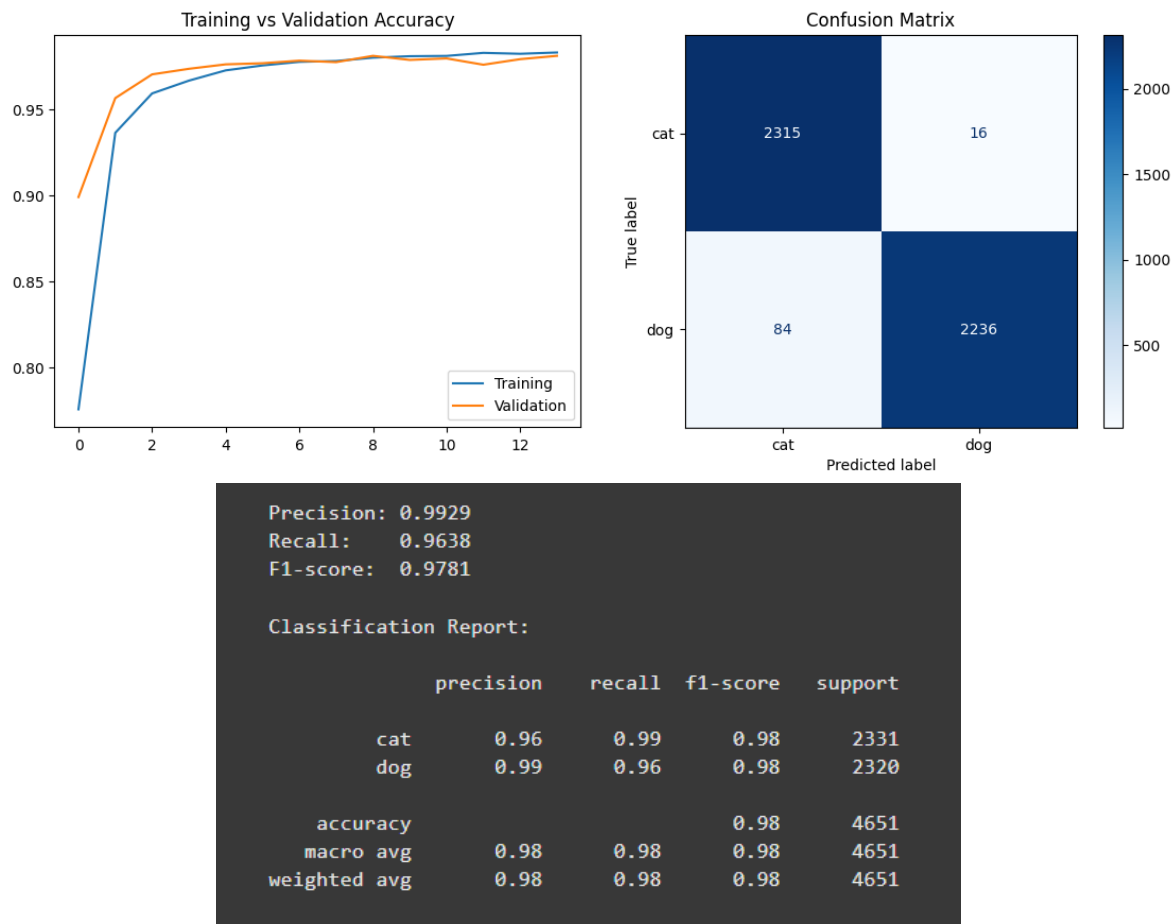 Training vs Validation Accuracy
0.95
0.90
0.85
0.80
Training
Validation
0 2 4 6 8 10 12
Confusion Matrix
True label
cat
dog
2315 16
84 2236
cat dog
Predicted label
2000
1500
1000
500
Precision: 0.9929
Recall: 0.9638
F1-score: 0.9781
Classification Report:
precision recall f1-score support
cat 0.96 0.99 0.98 2331
dog 0.99 0.96 0.98 2320
accuracy 0.98 4651
macro avg 0.98 0.98 0.98 4651
weighted avg 0.98 0.98 0.98 4651